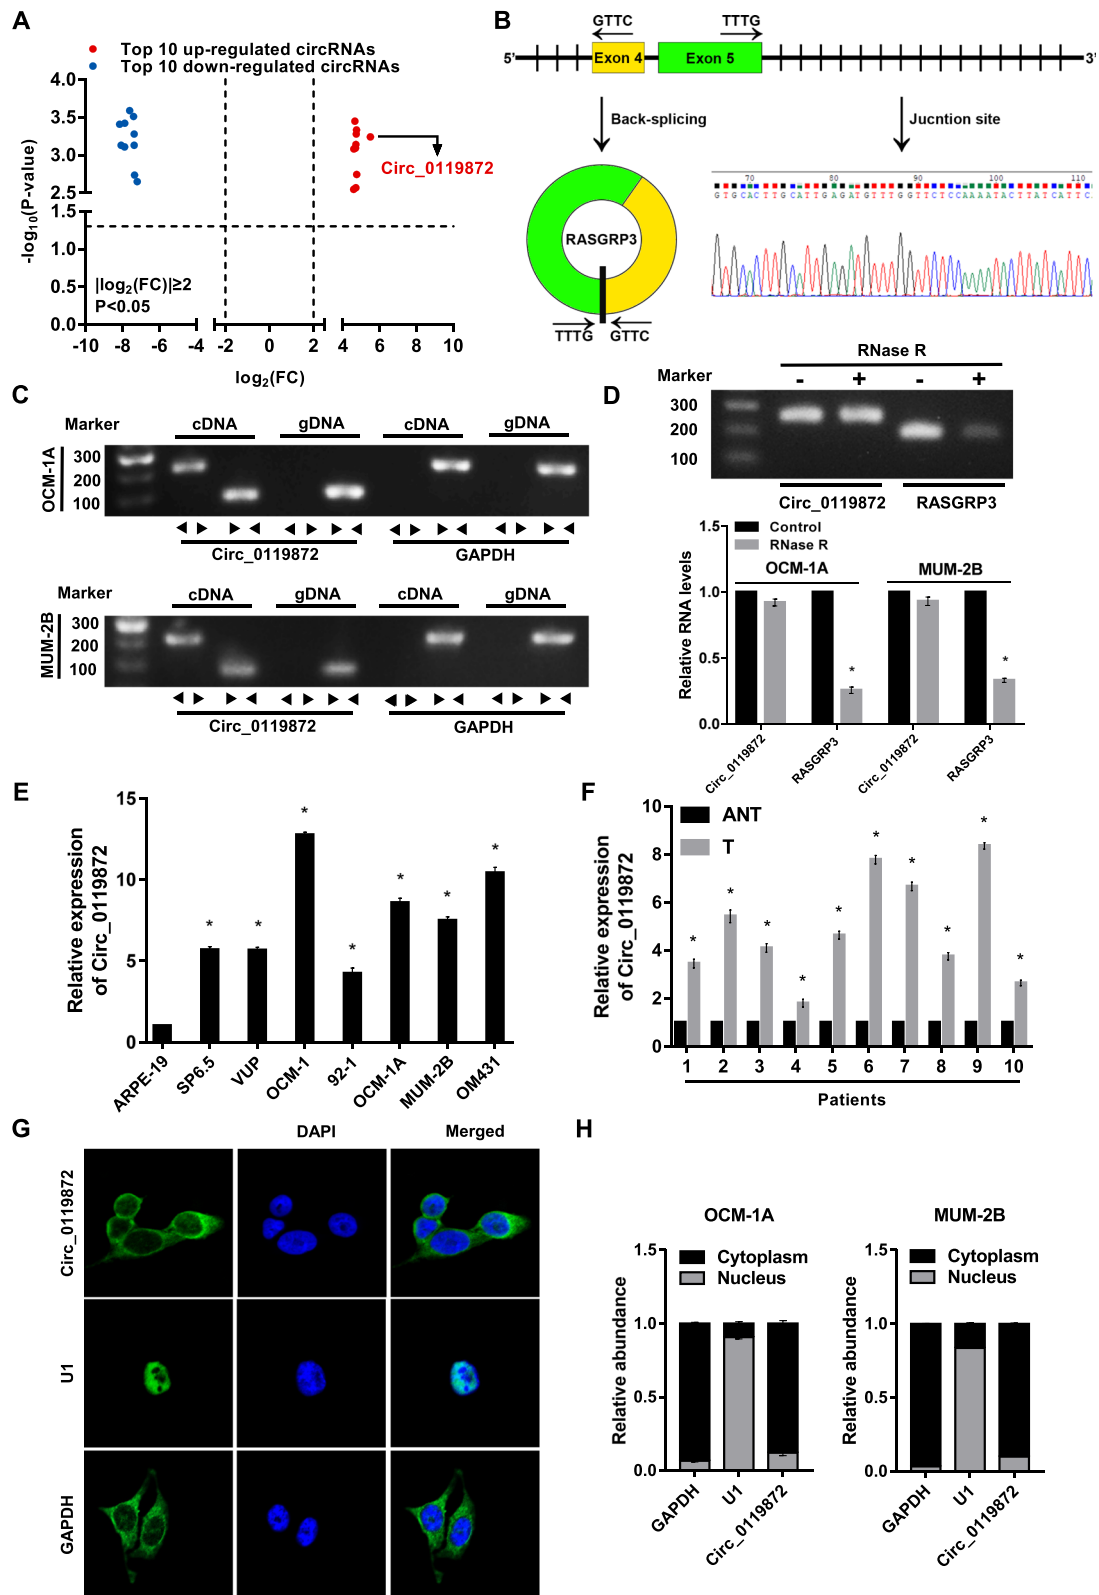 A
Top 10 up-regulated circRNAs
Top 10 down-regulated circRNAs
-log10(P-value)
4.0
3.5
3.0
2.5
1.5
1.0
0.5
0.0
Circ_0119872
|log2(FC)|≥2
P<0.05
-10 -8 -6 -4 -2 0 2 4 6 8 10
log2(FC)
B
GTTC TTTG
5' Exon 4 Exon 5 3'
Back-splicing
Jucntion site
RASGRP3
TTTG GTTC
70 80 90 100 110
GTGCACTTGCATTGAGATGTTTGGTTCTCCAAAATACTTATCATTC
C
Marker cDNA gDNA cDNA gDNA
OCM-1A
300
200
100
Circ_0119872 GAPDH
Marker cDNA gDNA cDNA gDNA
MUM-2B
300
200
100
Circ_0119872 GAPDH
D
RNase R
Marker - + - +
300
200
100
Circ_0119872 RASGRP3
Relative RNA levels
1.5
1.0
0.5
0.0
Control
RNase R
OCM-1A MUM-2B
* *
Circ_0119872 RASGRP3 Circ_0119872 RASGRP3
E
Relative expression
of Circ_0119872
15
10
5
0
* * * * * * *
ARPE-19 SP6.5 VUP OCM-1 92-1 OCM-1A MUM-2B OM431
F
Relative expression
of Circ_0119872
10
8
6
4
2
0
ANT
T
* * * * * * * * * *
1 2 3 4 5 6 7 8 9 10
Patients
G
DAPI Merged
Circ_0119872
U1
GAPDH
H
OCM-1A
Relative abundance
1.5
1.0
0.5
0.0
Cytoplasm
Nucleus
GAPDH U1 Circ_0119872
MUM-2B
Relative abundance
1.5
1.0
0.5
0.0
Cytoplasm
Nucleus
GAPDH U1 Circ_0119872